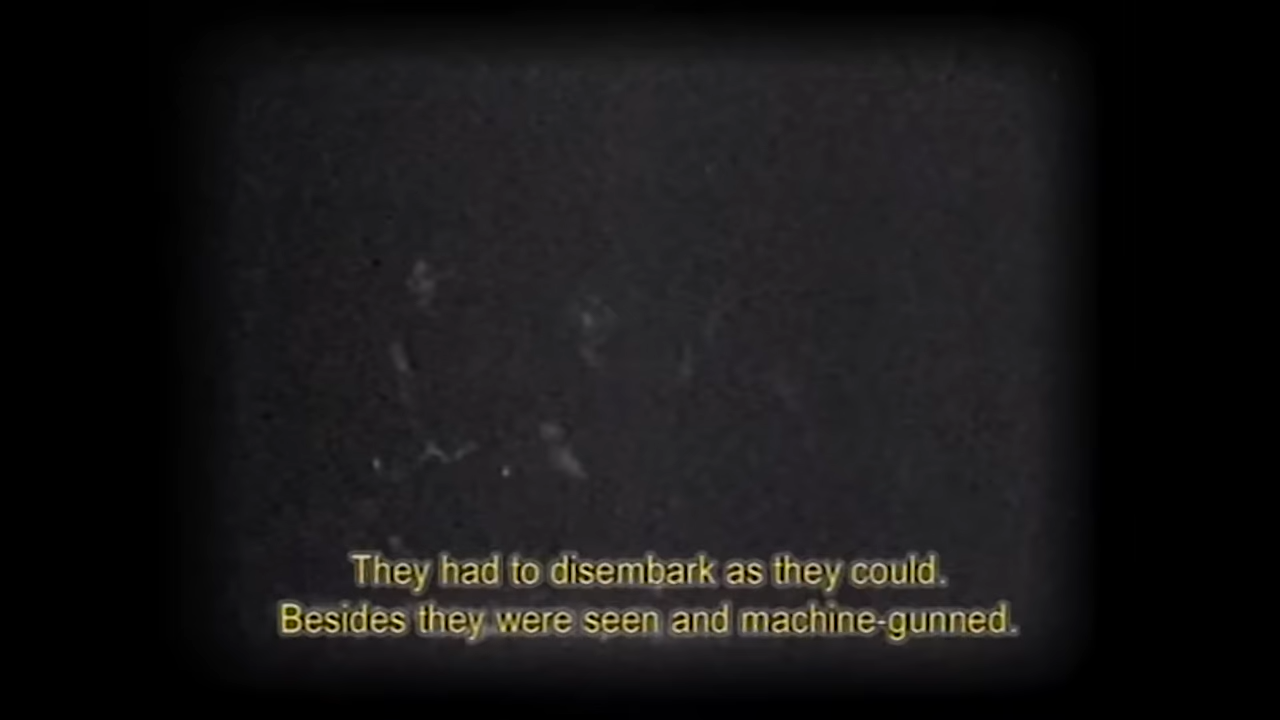 They had to disembark as they could.
Besides they were seen and machine-gunned.